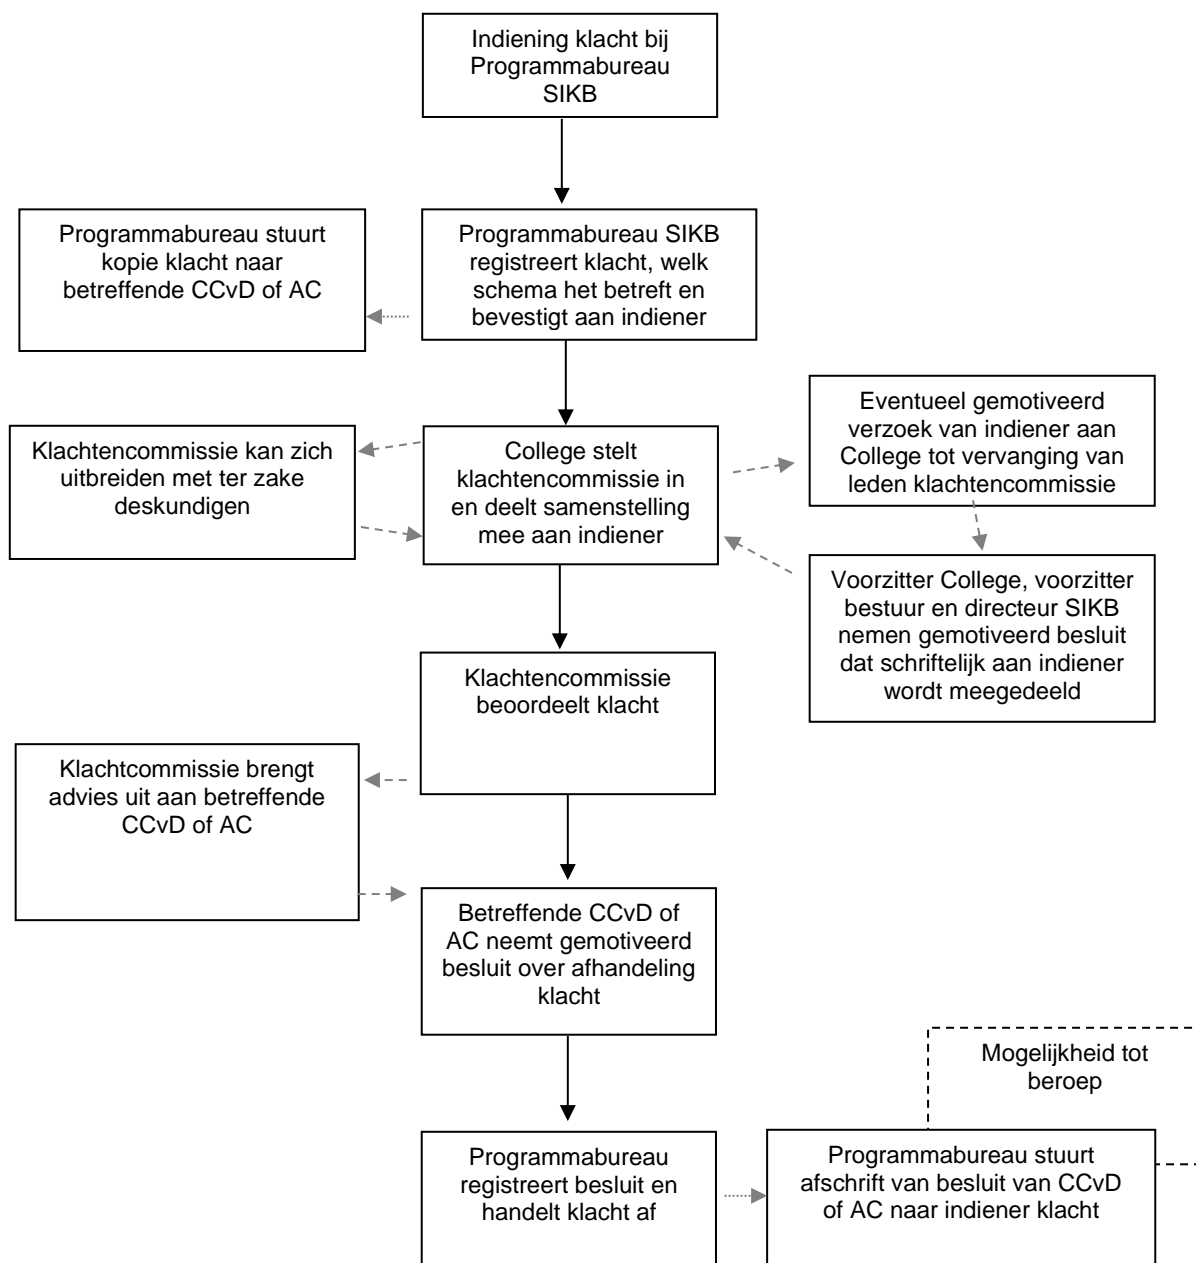 Indiening klacht bij
Programmabureau
SIKB
Programmabureau stuurt
kopie klacht naar
betreffende CCvD of AC
Programmabureau SIKB
registreert klacht, welk
schema het betreft en
bevestigt aan indiener
Klachtencommissie kan zich
uitbreiden met ter zake
deskundigen
College stelt
klachtencommissie in
en deelt samenstelling
mee aan indiener
Eventueel gemotiveerd
verzoek van indiener aan
College tot vervanging van
leden klachtencommissie
Voorzitter College, voorzitter
bestuur en directeur SIKB
nemen gemotiveerd besluit
dat schriftelijk aan indiener
wordt meegedeeld
Klachtencommissie
beoordeelt klacht
Klachtcommissie brengt
advies uit aan betreffende
CCvD of AC
Betreffende CCvD of
AC neemt gemotiveerd
besluit over afhandeling
klacht
Mogelijkheid tot
beroep
Programmabureau
registreert besluit en
handelt klacht af
Programmabureau stuurt
afschrift van besluit van CCvD
of AC naar indiener klacht